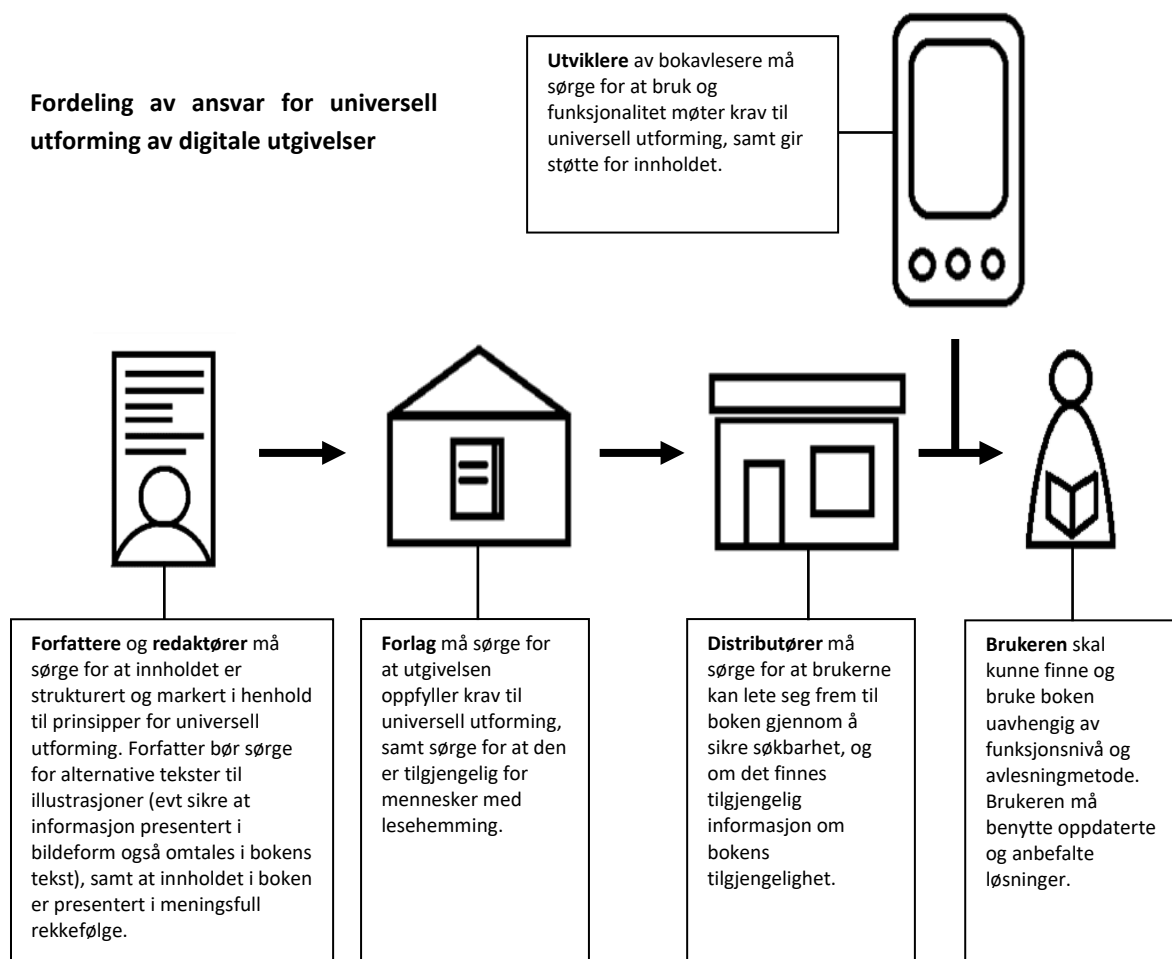 Fordeling av ansvar for universell
utforming av digitale utgivelser
Utviklere av bokavlesere må
sørge for at bruk og
funksjonalitet møter krav til
universell utforming, samt gir
støtte for innholdet.
Forfattere og redaktører må
sørge for at innholdet er
strukturert og markert i henhold
til prinsipper for universell
utforming. Forfatter bør sørge
for alternative tekster til
illustrasjoner (evt sikre at
informasjon presentert i
bildeform også omtales i bokens
tekst), samt at innholdet i boken
er presentert i meningsfull
rekkefølge.
Forlag må sørge for
at utgivelsen
oppfyller krav til
universell utforming,
samt sørge for at den
er tilgjengelig for
mennesker med
lesehemming.
Distributører må
sørge for at brukerne
kan lete seg frem til
boken gjennom å
sikre søkbarhet, og
om det finnes
tilgjengelig
informasjon om
bokens
tilgjengelighet.
Brukeren skal
kunne finne og
bruke boken
uavhengig av
funksjonsnivå og
avlesningmetode.
Brukeren må
benytte oppdaterte
og anbefalte
løsninger.